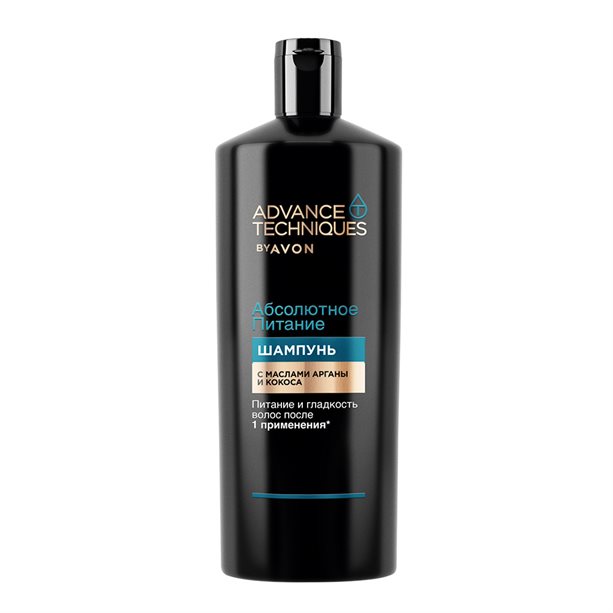 ADVANCE
TECHNIQUES
BY AVON
Абсолютное
Питание
ШАМПУНЬ
С МАСЛАМИ АРГАНЫ
И КОКОСА
Питание и гладкость
волос после
1 применения*